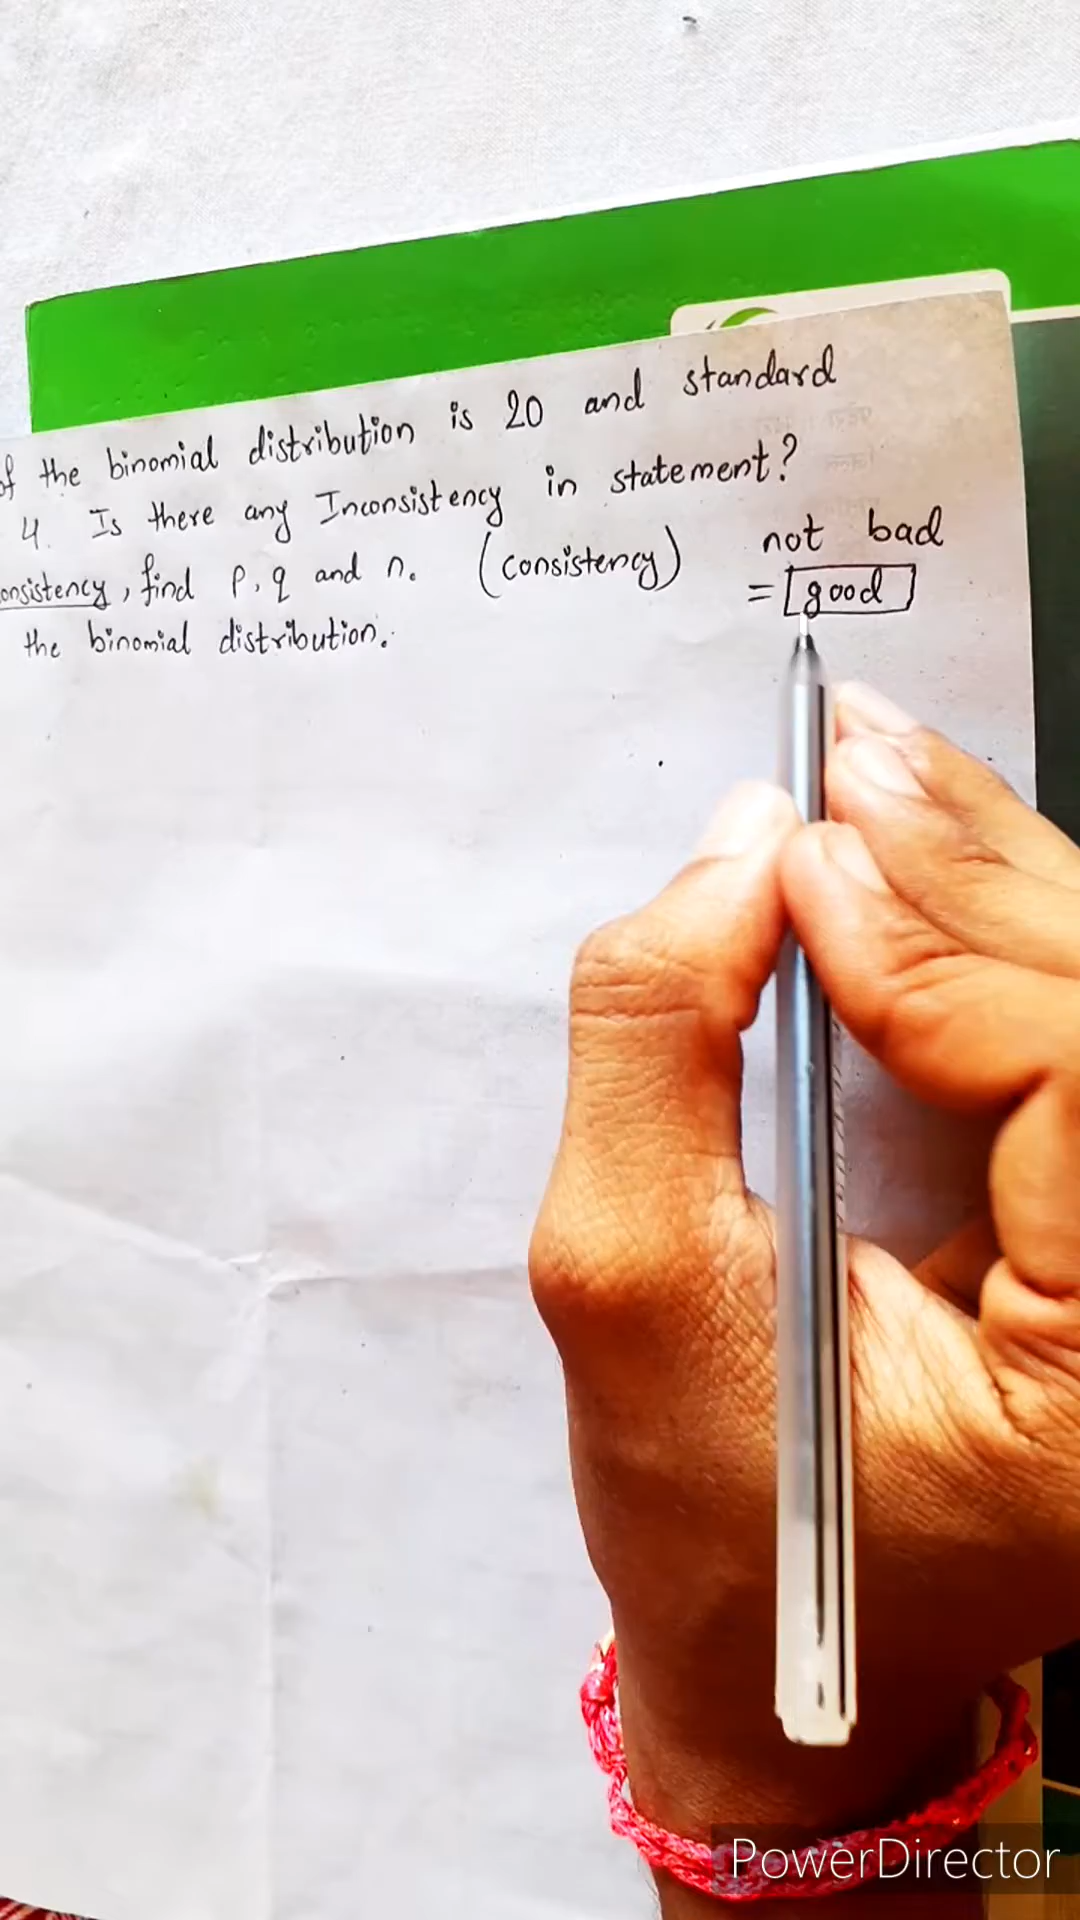 of the binomial distribution is 20 and standard
4. Is there any Inconsistency in statement?
onsistency, find p, q and n. (consistency)
the binomial distribution.
not bad
= good
PowerDirector